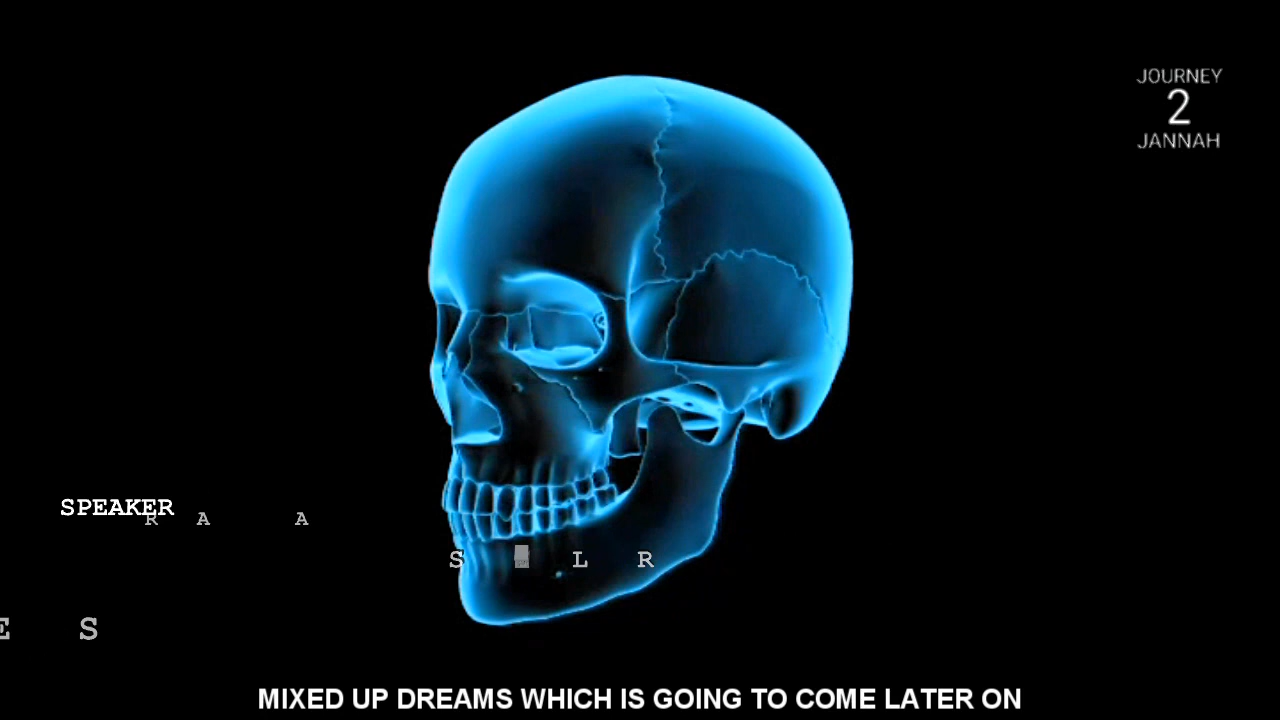 JOURNEY
2
JANNAH
SPEAKER
R A A
S L R
E S
MIXED UP DREAMS WHICH IS GOING TO COME LATER ON